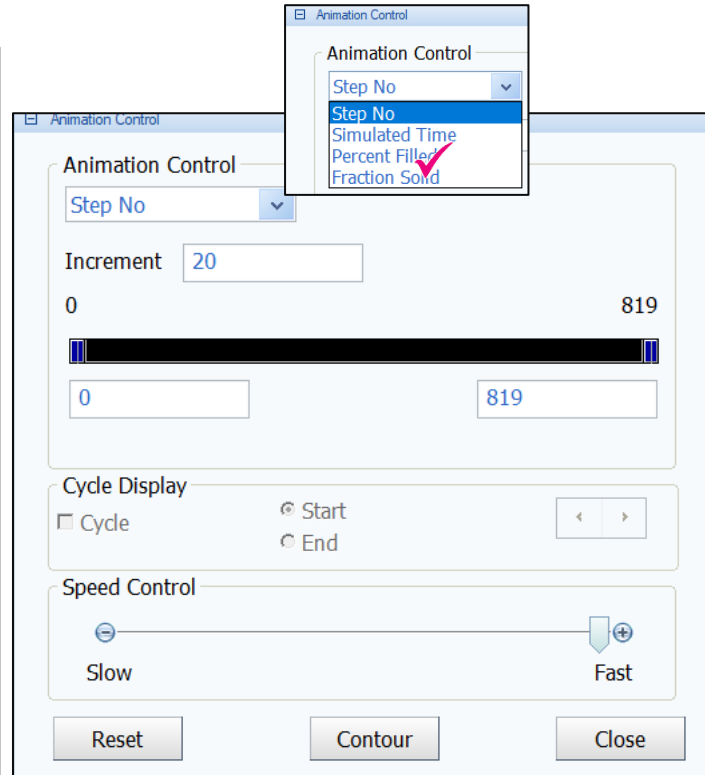 Animation Control
Animation Control
Step No
Step No
Simulated Time
Percent Filled
Fraction Solid
Animation Control
Animation Control
Step No
Increment 20
0 819
0 819
Cycle Display
Cycle
Start
End
Speed Control
Slow Fast
Reset Contour Close